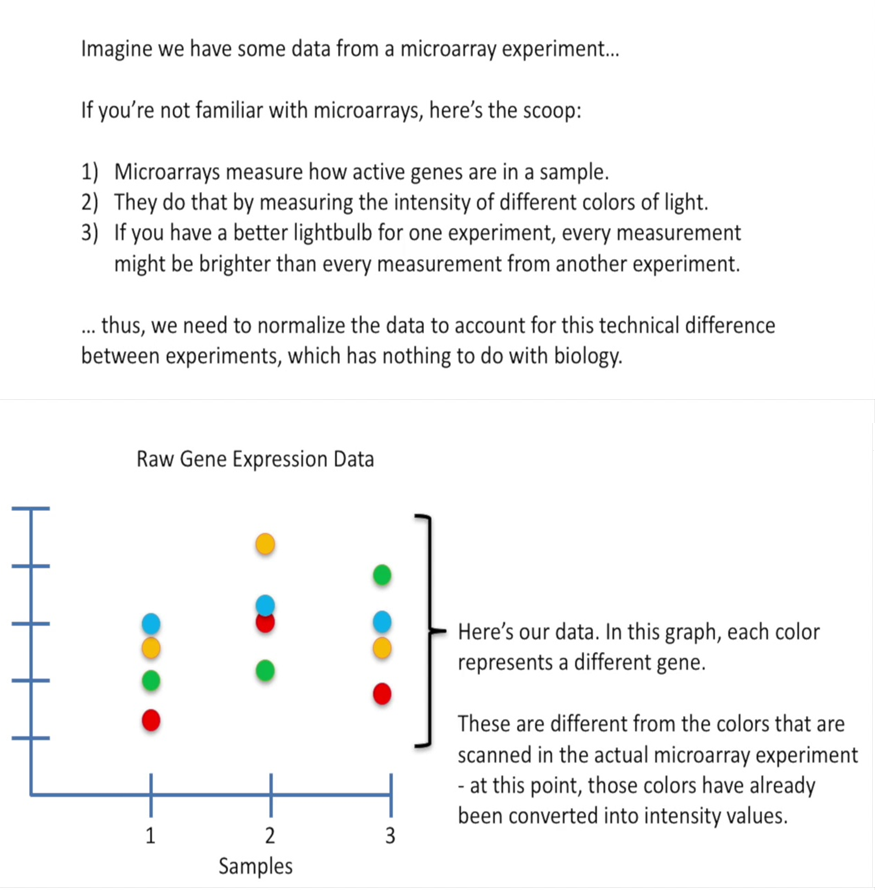 Imagine we have some data from a microarray experiment...
If you're not familiar with microarrays, here's the scoop:
1) Microarrays measure how active genes are in a sample.
2) They do that by measuring the intensity of different colors of light.
3) If you have a better lightbulb for one experiment, every measurement
might be brighter than every measurement from another experiment.
... thus, we need to normalize the data to account for this technical difference
between experiments, which has nothing to do with biology.
Raw Gene Expression Data
Here's our data. In this graph, each color
represents a different gene.
These are different from the colors that are
scanned in the actual microarray experiment
- at this point, those colors have already
been converted into intensity values.
1 2 3
Samples